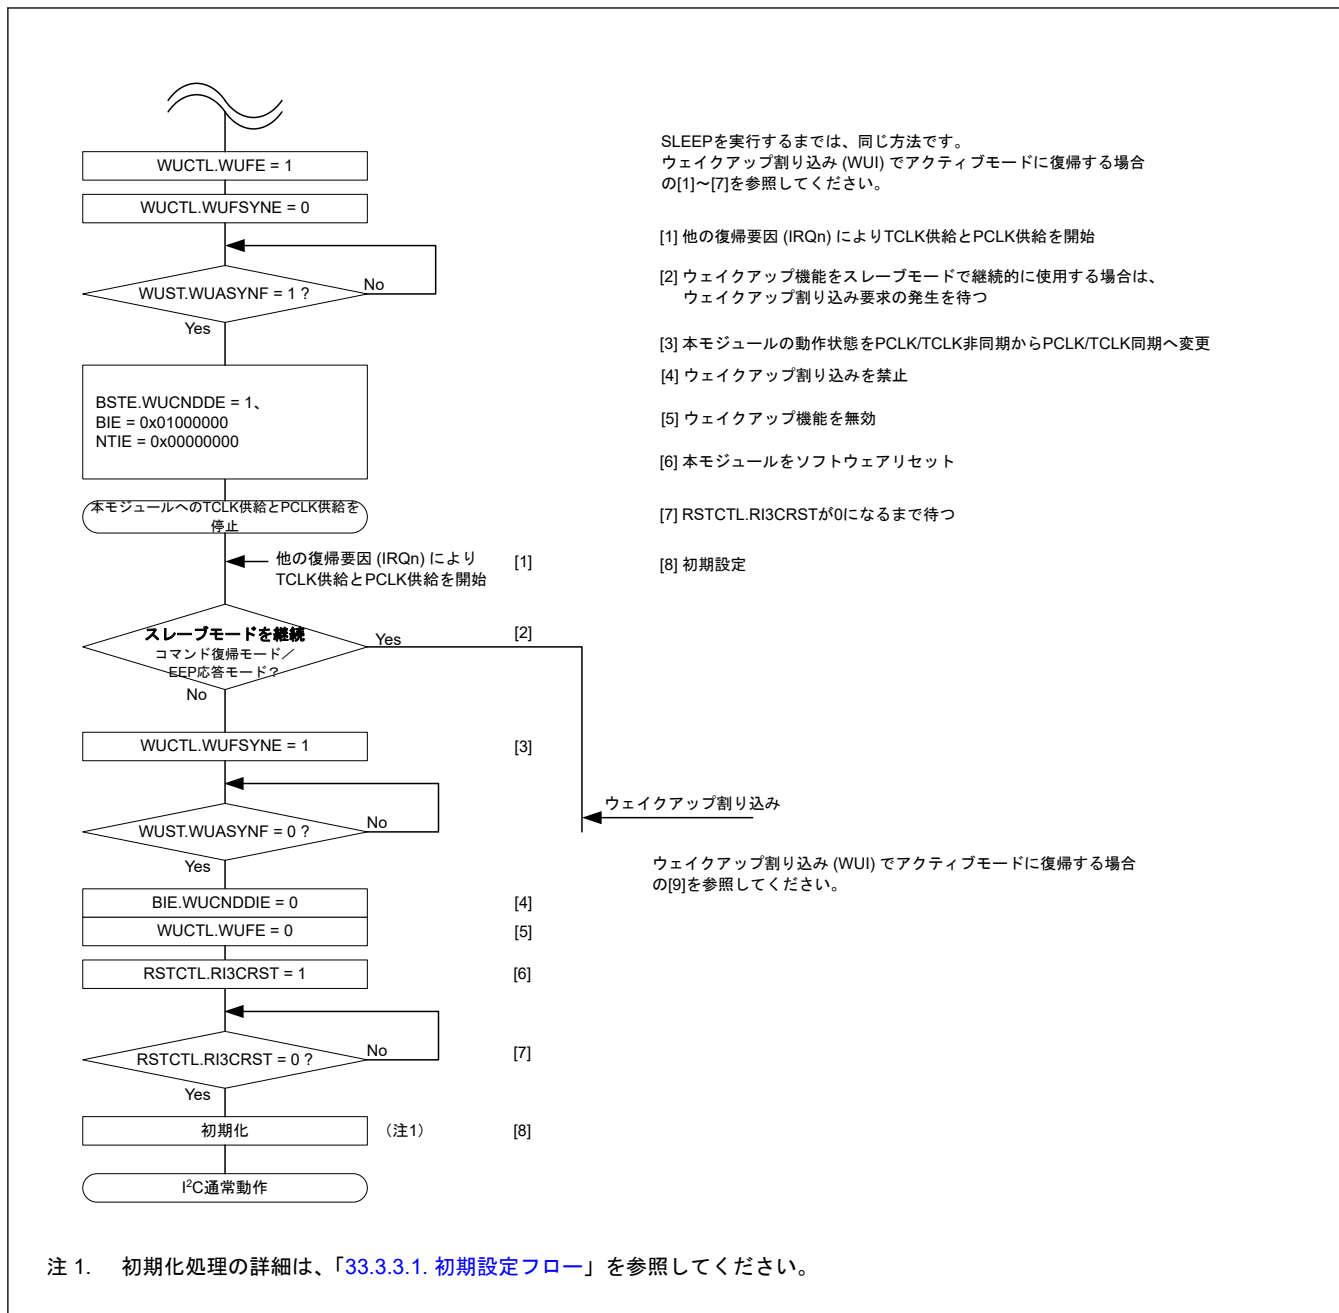 WUCTL.WUFE = 1
WUCTL.WUFSYNE = 0
WUST.WUASYNF = 1 ?
No
Yes
BSTE.WUCNDDE = 1、
BIE = 0x01000000
NTIE = 0x00000000
本モジュールへのTCLK供給とPCLK供給を
停止
他の復帰要因 (IRQn) により
TCLK供給とPCLK供給を開始
[1]
スレーブモードを継続
コマンド復帰モード／
EEP応答モード？
Yes
[2]
No
WUCTL.WUFSYNE = 1
[3]
WUST.WUASYNF = 0 ?
No
Yes
ウェイクアップ割り込み
BIE.WUCNDDIE = 0
[4]
WUCTL.WUFE = 0
[5]
RSTCTL.RI3CRST = 1
[6]
RSTCTL.RI3CRST = 0 ?
No
[7]
Yes
初期化
（注1）
[8]
I²C通常動作
SLEEPを実行するまでは、同じ方法です。
ウェイクアップ割り込み (WUI) でアクティブモードに復帰する場合
の[1]～[7]を参照してください。
[1] 他の復帰要因 (IRQn) によりTCLK供給とPCLK供給を開始
[2] ウェイクアップ機能をスレーブモードで継続的に使用する場合は、
ウェイクアップ割り込み要求の発生を待つ
[3] 本モジュールの動作状態をPCLK/TCLK非同期からPCLK/TCLK同期へ変更
[4] ウェイクアップ割り込みを禁止
[5] ウェイクアップ機能を無効
[6] 本モジュールをソフトウェアリセット
[7] RSTCTL.RI3CRSTが0になるまで待つ
[8] 初期設定
ウェイクアップ割り込み (WUI) でアクティブモードに復帰する場合
の[9]を参照してください。
注 1. 初期化処理の詳細は、「33.3.3.1. 初期設定フロー」を参照してください。